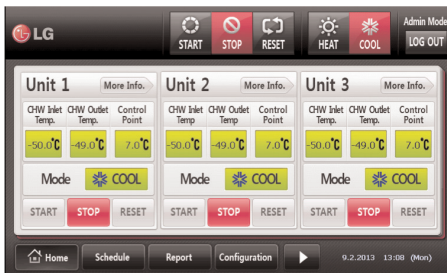 LG
START STOP RESET HEAT COOL
Admin Mode
LOG OUT
Unit 1 More Info.
CHW Inlet Temp. CHW Outlet Temp. Control Point
-50.0°C -49.0°C 7.0°C
Mode COOL
START STOP RESET
Unit 2 More Info.
CHW Inlet Temp CHW Outlet Temp. Control Point
-50.0°C -49.0°C 7.0°C
Mode COOL
START STOP RESET
Unit 3 More Info.
CHW Inlet Temp. CHW Outlet Temp. Control Point
-50.0°C -49.0°C 7.0°C
Mode COOL
START STOP RESET
Home Schedule Report Configuration 9.2.2013 13:08 (Mon)